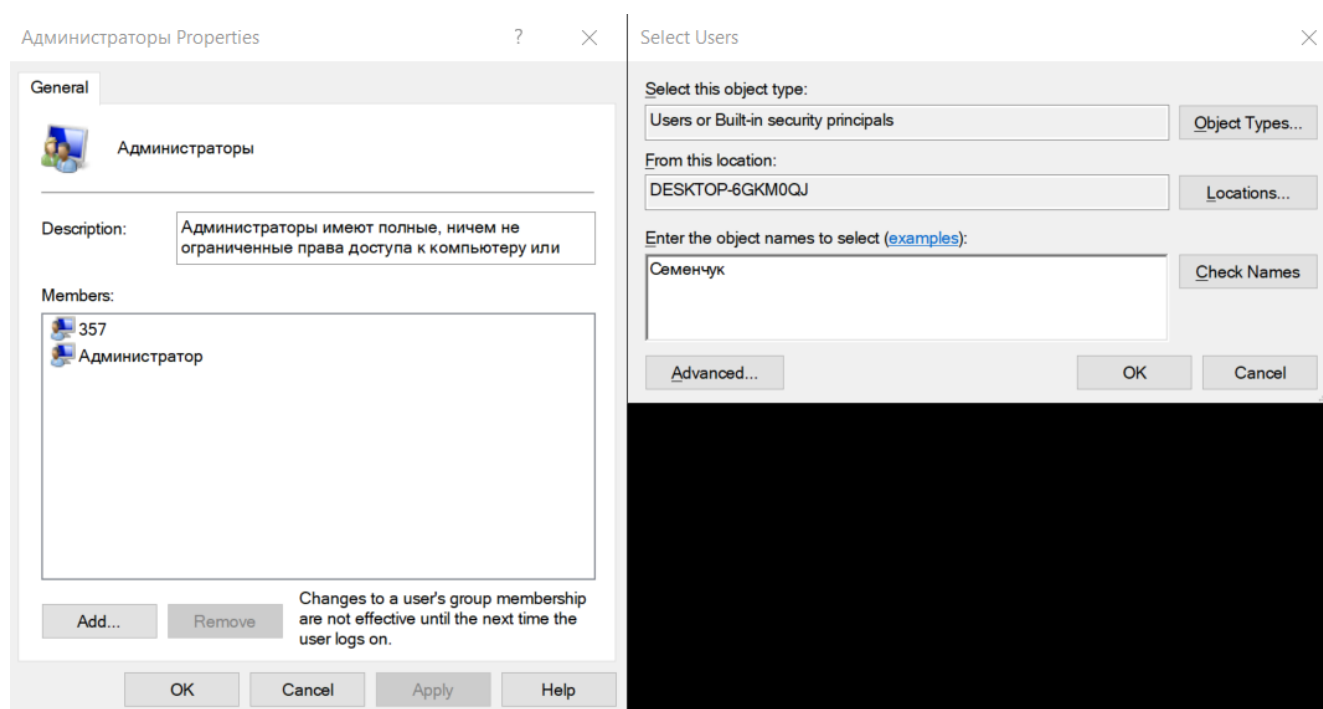 Администраторы Properties
?
General
Администраторы
Description:
Администраторы имеют полные, ничем не
ограниченные права доступа к компьютеру или
Members:
357
Администратор
Add...
Remove
Changes to a user's group membership
are not effective until the next time the
user logs on.
OK
Cancel
Apply
Help
Select Users
Select this object type:
Users or Built-in security principals
Object Types...
From this location:
DESKTOP-6GKM0QJ
Locations...
Enter the object names to select (examples):
Семенчук
Check Names
Advanced...
OK
Cancel